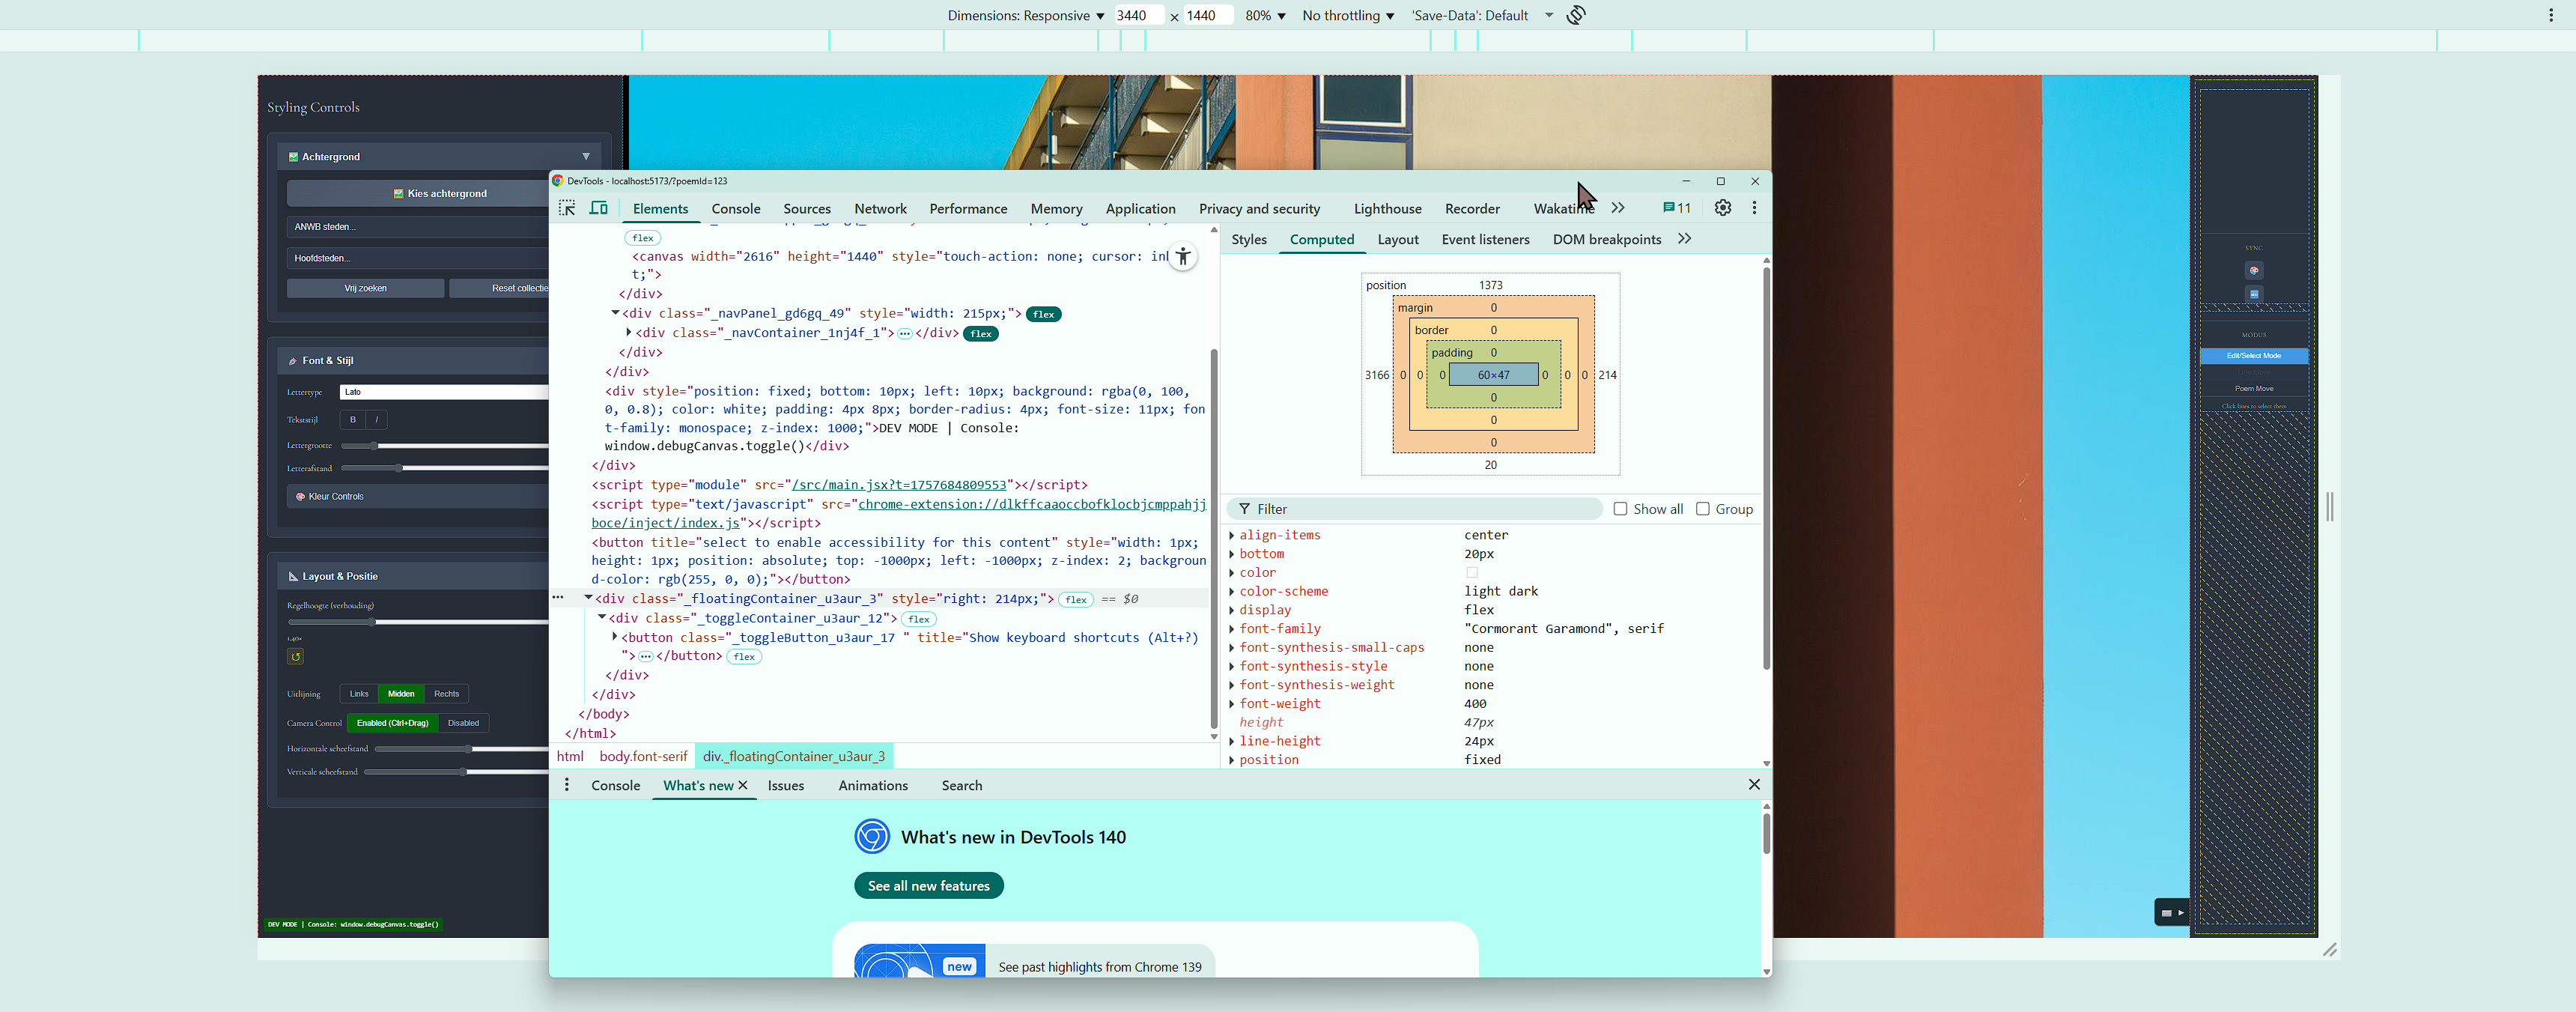 Dimensions: Responsive ▼ 3440 × 1440 80% ▼ No throttling ▼ 'Save-Data': Default
Styling Controls
Achtergrond ▼
Kies achtergrond
ANWB steden...
Hoofdsteden...
Vrij zoeken
Reset collectie
Font & Stijl
Lettertype Lato
Tekststijl B I
Lettergrootte
Letterafstand
Kleur Controls
Layout & Positie
Regelhoogte (verhouding)
1.40×
Uitlijning Links Midden Rechts
Camera Control Enabled (Ctrl+Drag) Disabled
Horizontale scheefstand
Verticale scheefstand
DEV MODE | Console: window.debugCanvas.toggle()
DevTools - localhost:5173/?poemId=123
Elements Console Sources Network Performance Memory Application Privacy and security Lighthouse Recorder Wakatime 11
flex
<canvas width="2616" height="1440" style="touch-action: none; cursor: in
t;">
</div>
<div class="_navPanel_gd6gq_49" style="width: 215px;"> flex
<div class="_navContainer_1nj4f_1"> ⋯ </div> flex
</div>
</div>
<div style="position: fixed; bottom: 10px; left: 10px; background: rgba(0, 100,
0, 0.8); color: white; padding: 4px 8px; border-radius: 4px; font-size: 11px; fon
t-family: monospace; z-index: 1000;">DEV MODE | Console:
window.debugCanvas.toggle()</div>
</div>
<script type="module" src="/src/main.jsx?t=1757684809553"></script>
<script type="text/javascript" src="chrome-extension://dlkffcaaoccbofklocbjcmppahjj
boce/inject/index.js"></script>
<button title="select to enable accessibility for this content" style="width: 1px;
height: 1px; position: absolute; top: -1000px; left: -1000px; z-index: 2; backgroun
d-color: rgb(255, 0, 0);"></button>
<div class="_floatingContainer_u3aur_3" style="right: 214px;"> flex == $0
<div class="_toggleContainer_u3aur_12"> flex
<button class="_toggleButton_u3aur_17 " title="Show keyboard shortcuts (Alt+?)
"> ⋯ </button> flex
</div>
</div>
</body>
</html>
html body.font-serif div._floatingContainer_u3aur_3
Styles Computed Layout Event listeners DOM breakpoints
position 1373
margin 0
border 0
padding 0
3166 0 0 0 60×47 0 0 0 214
0
0
0
20
Filter Show all Group
align-items center
bottom 20px
color
color-scheme light dark
display flex
font-family "Cormorant Garamond", serif
font-synthesis-small-caps none
font-synthesis-style none
font-synthesis-weight none
font-weight 400
height 47px
line-height 24px
position fixed
Console What's new Issues Animations Search
What's new in DevTools 140
See all new features
new
See past highlights from Chrome 139
SYNC
MODUS
Edit/Select Mode
Poem Move
Click lines to select them